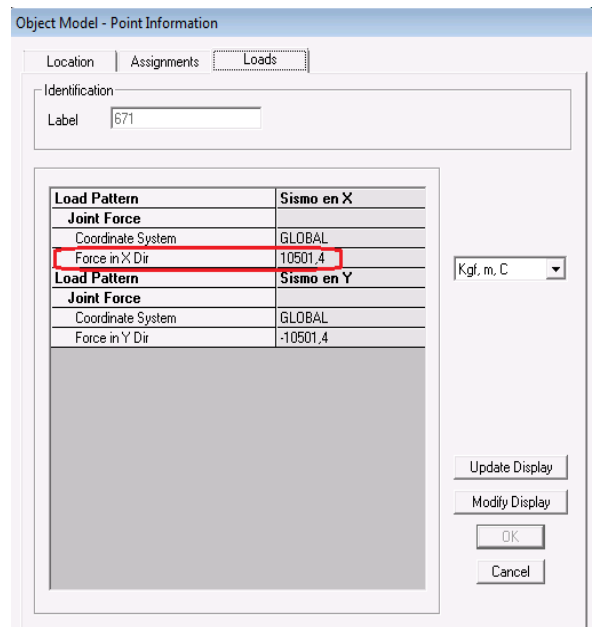 Object Model - Point Information
Location Assignments Loads
Identification
Label 671
Load Pattern Sismo en X
Joint Force
Coordinate System GLOBAL
Force in X Dir 10501,4
Load Pattern Sismo en Y
Joint Force
Coordinate System GLOBAL
Force in Y Dir -10501,4
Kgf, m, C
Update Display
Modify Display
OK
Cancel